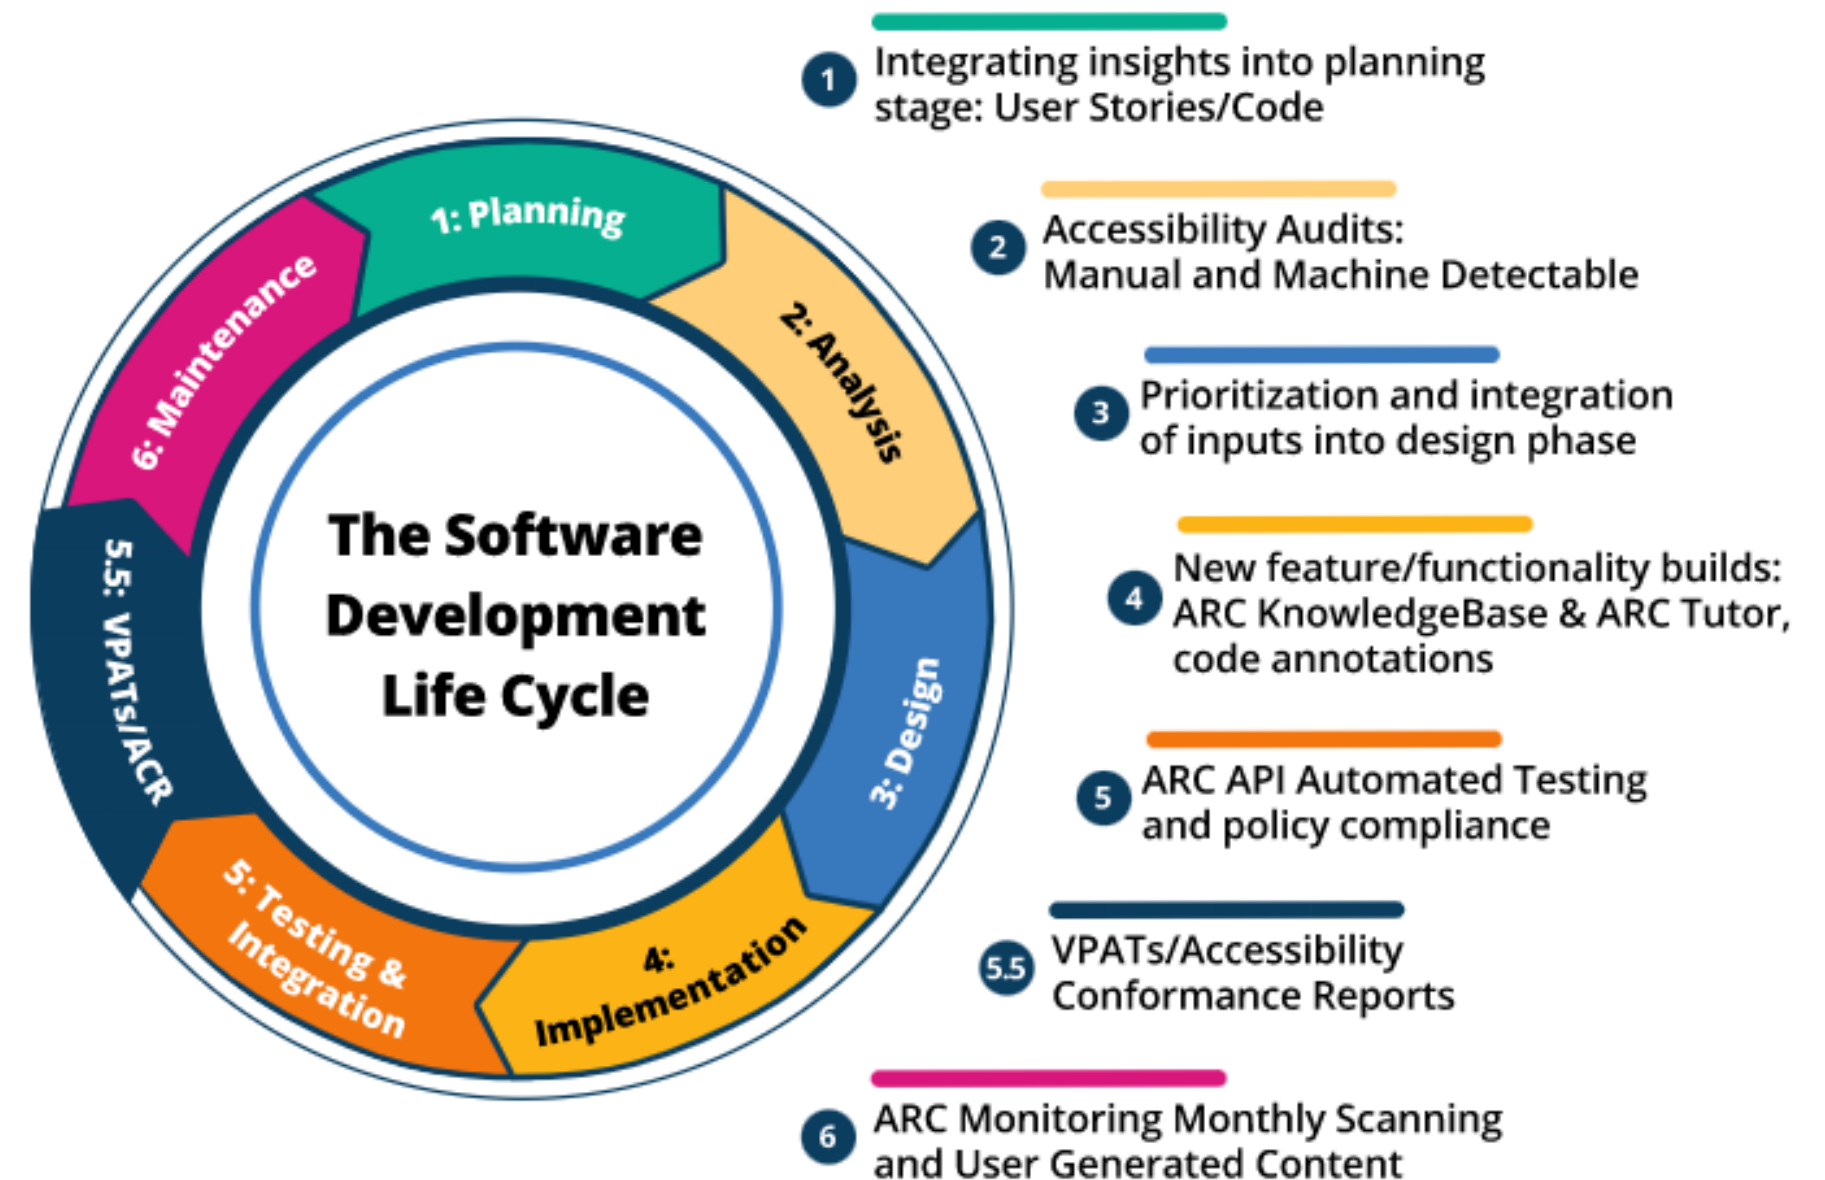 1: Planning
2: Analysis
3: Design
4:
Implementation
5: Testing &
Integration
5.5: VPATs/ACR
6: Maintenance
The Software
Development
Life Cycle
1
Integrating insights into planning
stage: User Stories/Code
2
Accessibility Audits:
Manual and Machine Detectable
3
Prioritization and integration
of inputs into design phase
4
New feature/functionality builds:
ARC KnowledgeBase & ARC Tutor,
code annotations
5
ARC API Automated Testing
and policy compliance
5.5
VPATs/Accessibility
Conformance Reports
6
ARC Monitoring Monthly Scanning
and User Generated Content